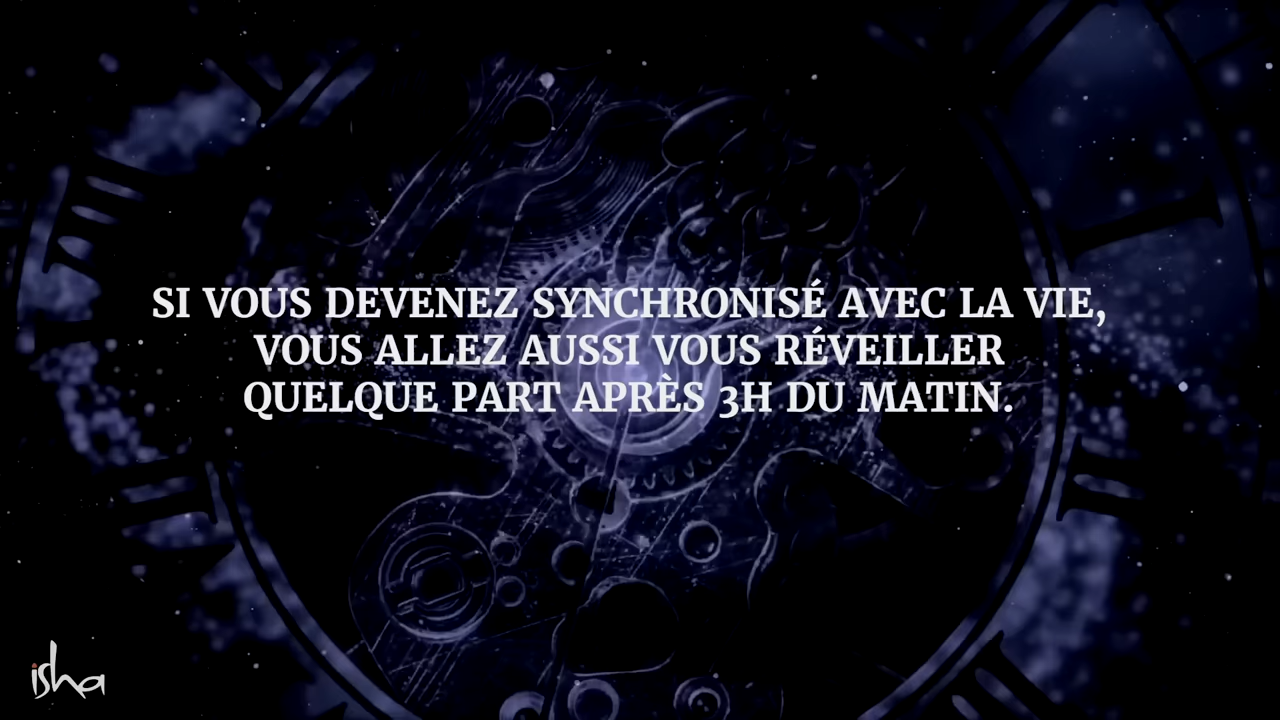 SI VOUS DEVENEZ SYNCHRONISÉ AVEC LA VIE,
VOUS ALLEZ AUSSI VOUS RÉVEILLER
QUELQUE PART APRÈS 3H DU MATIN.
isha